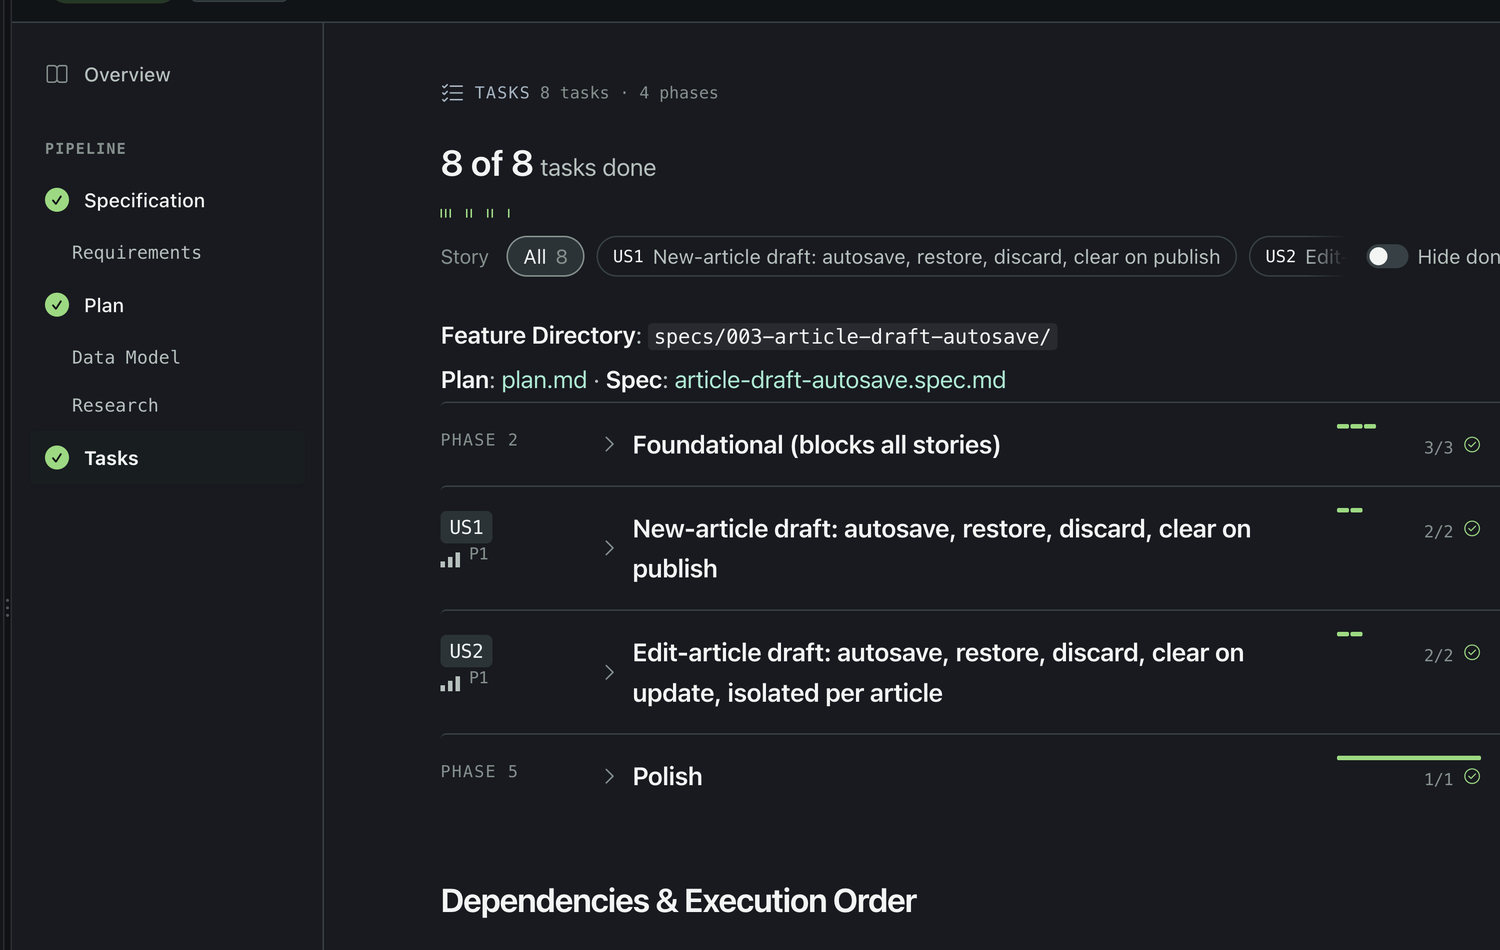 Overview
PIPELINE
Specification
Requirements
Plan
Data Model
Research
Tasks
TASKS 8 tasks · 4 phases
8 of 8 tasks done
Story All 8 US1 New-article draft: autosave, restore, discard, clear on publish US2 Edit- Hide don
Feature Directory: specs/003-article-draft-autosave/
Plan: plan.md · Spec: article-draft-autosave.spec.md
PHASE 2 Foundational (blocks all stories) 3/3
US1 New-article draft: autosave, restore, discard, clear on 2/2
P1 publish
US2 Edit-article draft: autosave, restore, discard, clear on 2/2
P1 update, isolated per article
PHASE 5 Polish 1/1
Dependencies & Execution Order